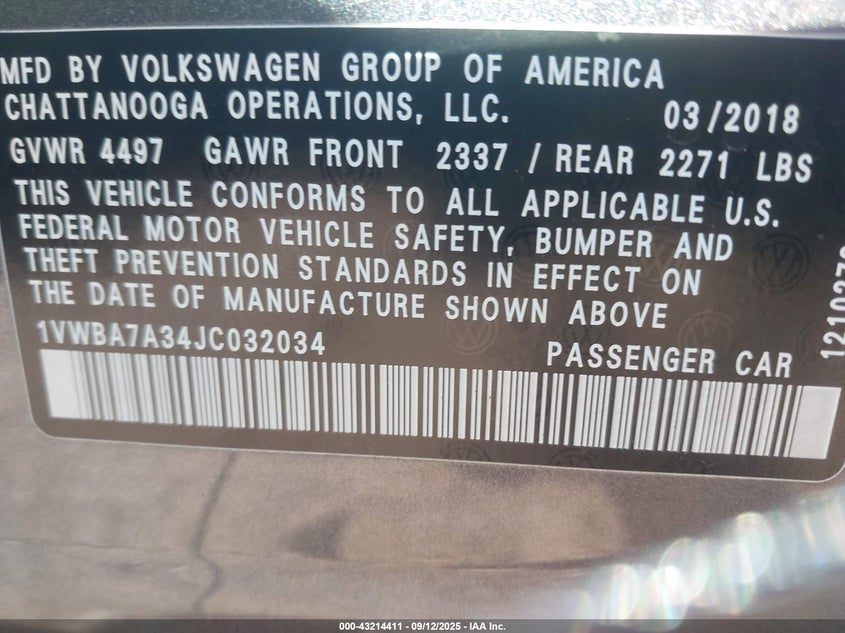 MFD BY VOLKSWAGEN GROUP OF AMERICA
CHATTANOOGA OPERATIONS, LLC. 03/2018
GVWR 4497 GAWR FRONT 2337 / REAR 2271 LBS
THIS VEHICLE CONFORMS TO ALL APPLICABLE U.S.
FEDERAL MOTOR VEHICLE SAFETY, BUMPER AND
THEFT PREVENTION STANDARDS IN EFFECT ON
THE DATE OF MANUFACTURE SHOWN ABOVE
1VWBA7A34JC032034 PASSENGER CAR
000-43214411 - 09/12/2025 - IAA Inc.